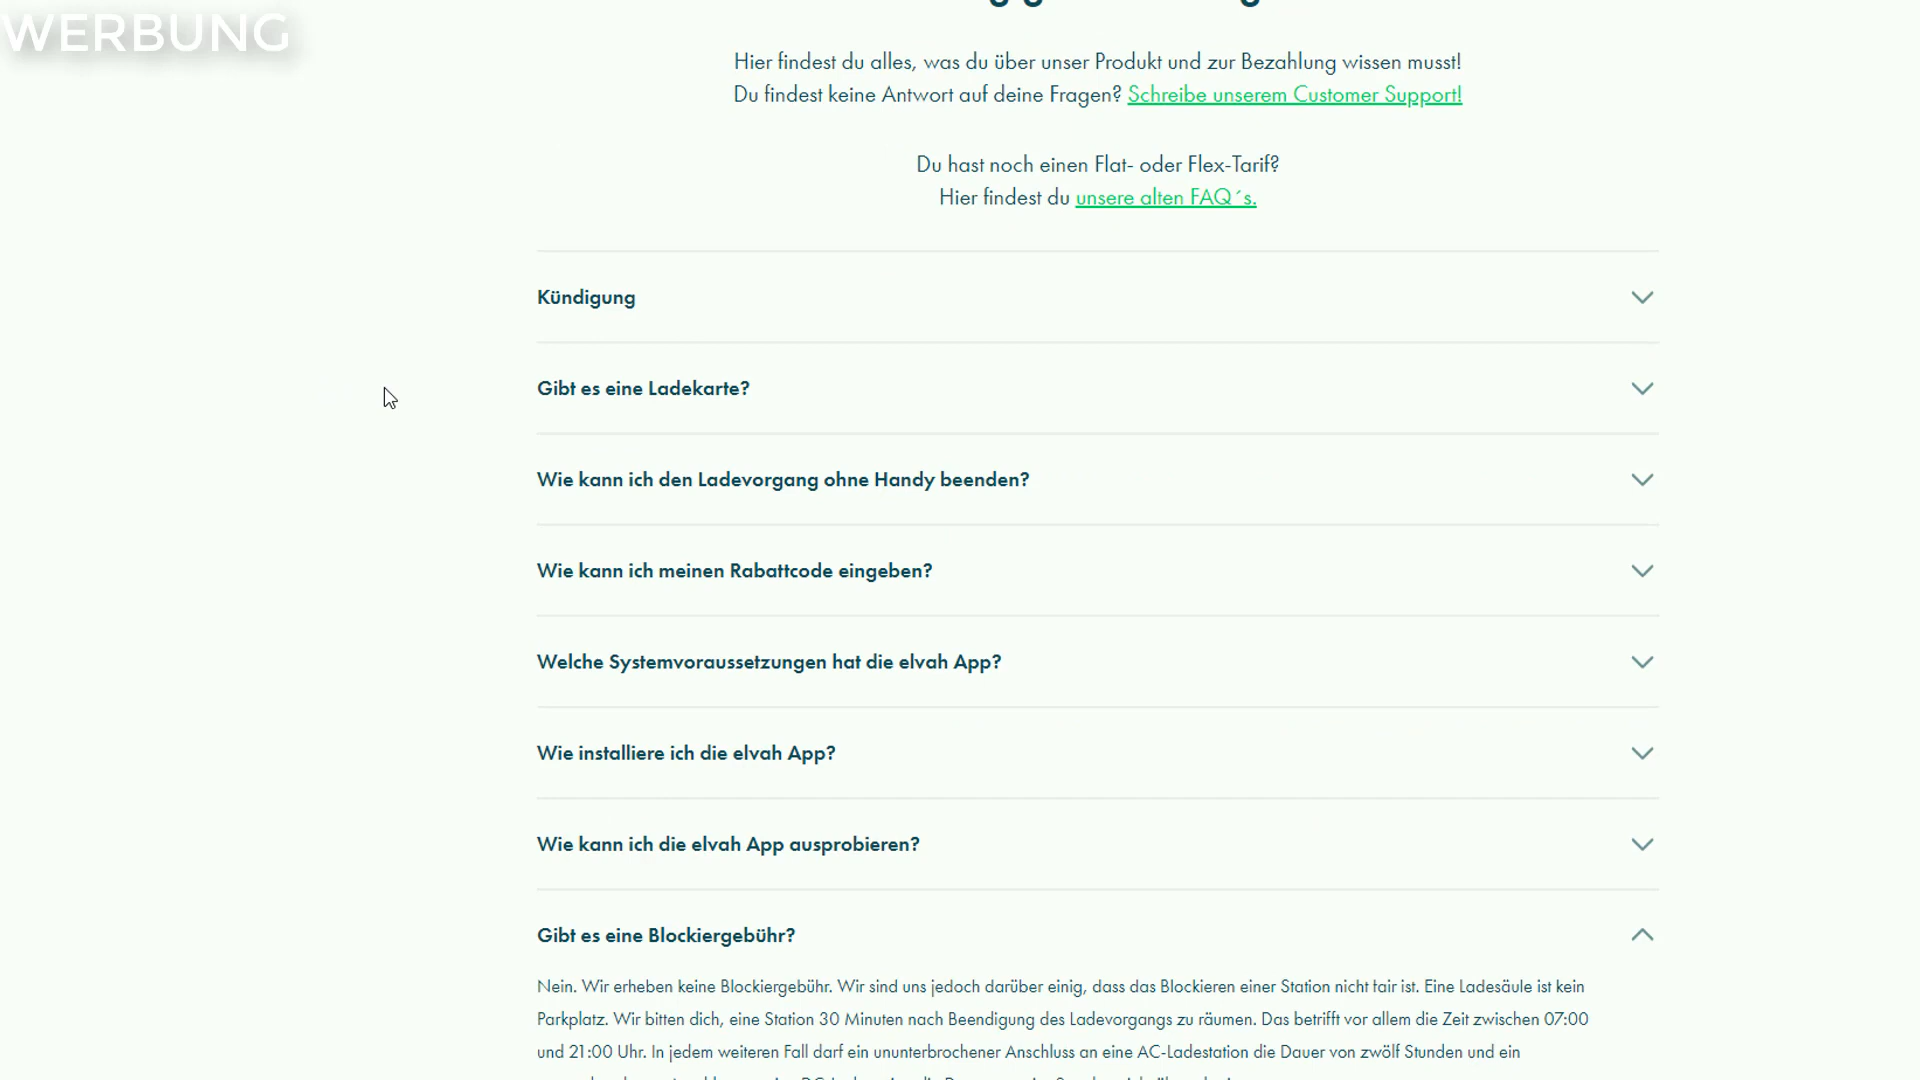 WERBUNG
Hier findest du alles, was du über unser Produkt und zur Bezahlung wissen musst!
Du findest keine Antwort auf deine Fragen? Schreibe unserem Customer Support!
Du hast noch einen Flat- oder Flex-Tarif?
Hier findest du unsere alten FAQ´s.
Kündigung
Gibt es eine Ladekarte?
Wie kann ich den Ladevorgang ohne Handy beenden?
Wie kann ich meinen Rabattcode eingeben?
Welche Systemvoraussetzungen hat die elvah App?
Wie installiere ich die elvah App?
Wie kann ich die elvah App ausprobieren?
Gibt es eine Blockiergebühr?
Nein. Wir erheben keine Blockiergebühr. Wir sind uns jedoch darüber einig, dass das Blockieren einer Station nicht fair ist. Eine Ladesäule ist kein
Parkplatz. Wir bitten dich, eine Station 30 Minuten nach Beendigung des Ladevorgangs zu räumen. Das betrifft vor allem die Zeit zwischen 07:00
und 21:00 Uhr. In jedem weiteren Fall darf ein ununterbrochener Anschluss an eine AC-Ladestation die Dauer von zwölf Stunden und ein